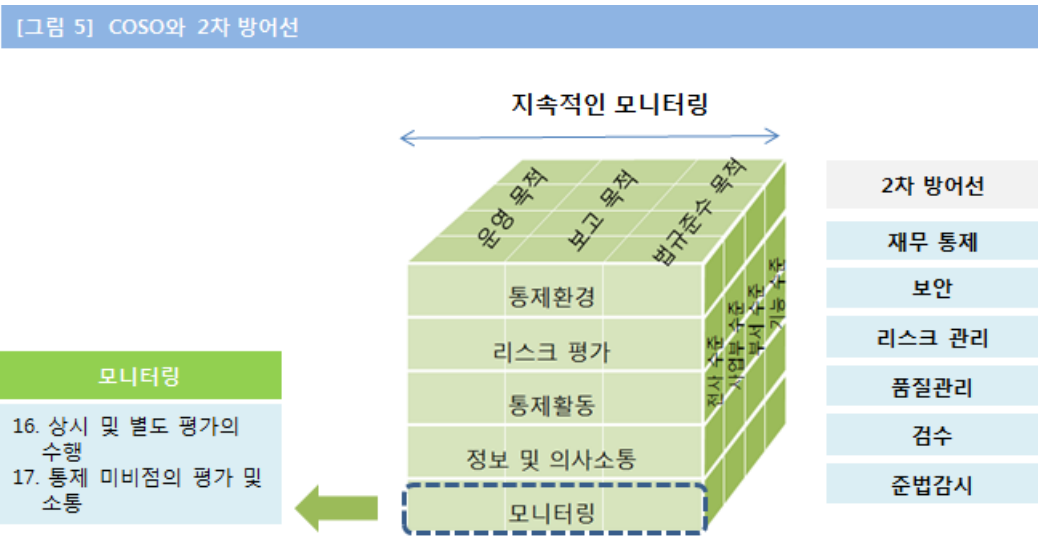 [그림 5] COSO와 2차 방어선
지속적인 모니터링
운영 목적
보고 목적
법규준수 목적
통제환경
리스크 평가
통제활동
정보 및 의사소통
모니터링
전사 수준
사업부 수준
부서 수준
기능 수준
모니터링
16. 상시 및 별도 평가의
수행
17. 통제 미비점의 평가 및
소통
2차 방어선
재무 통제
보안
리스크 관리
품질관리
검수
준법감시